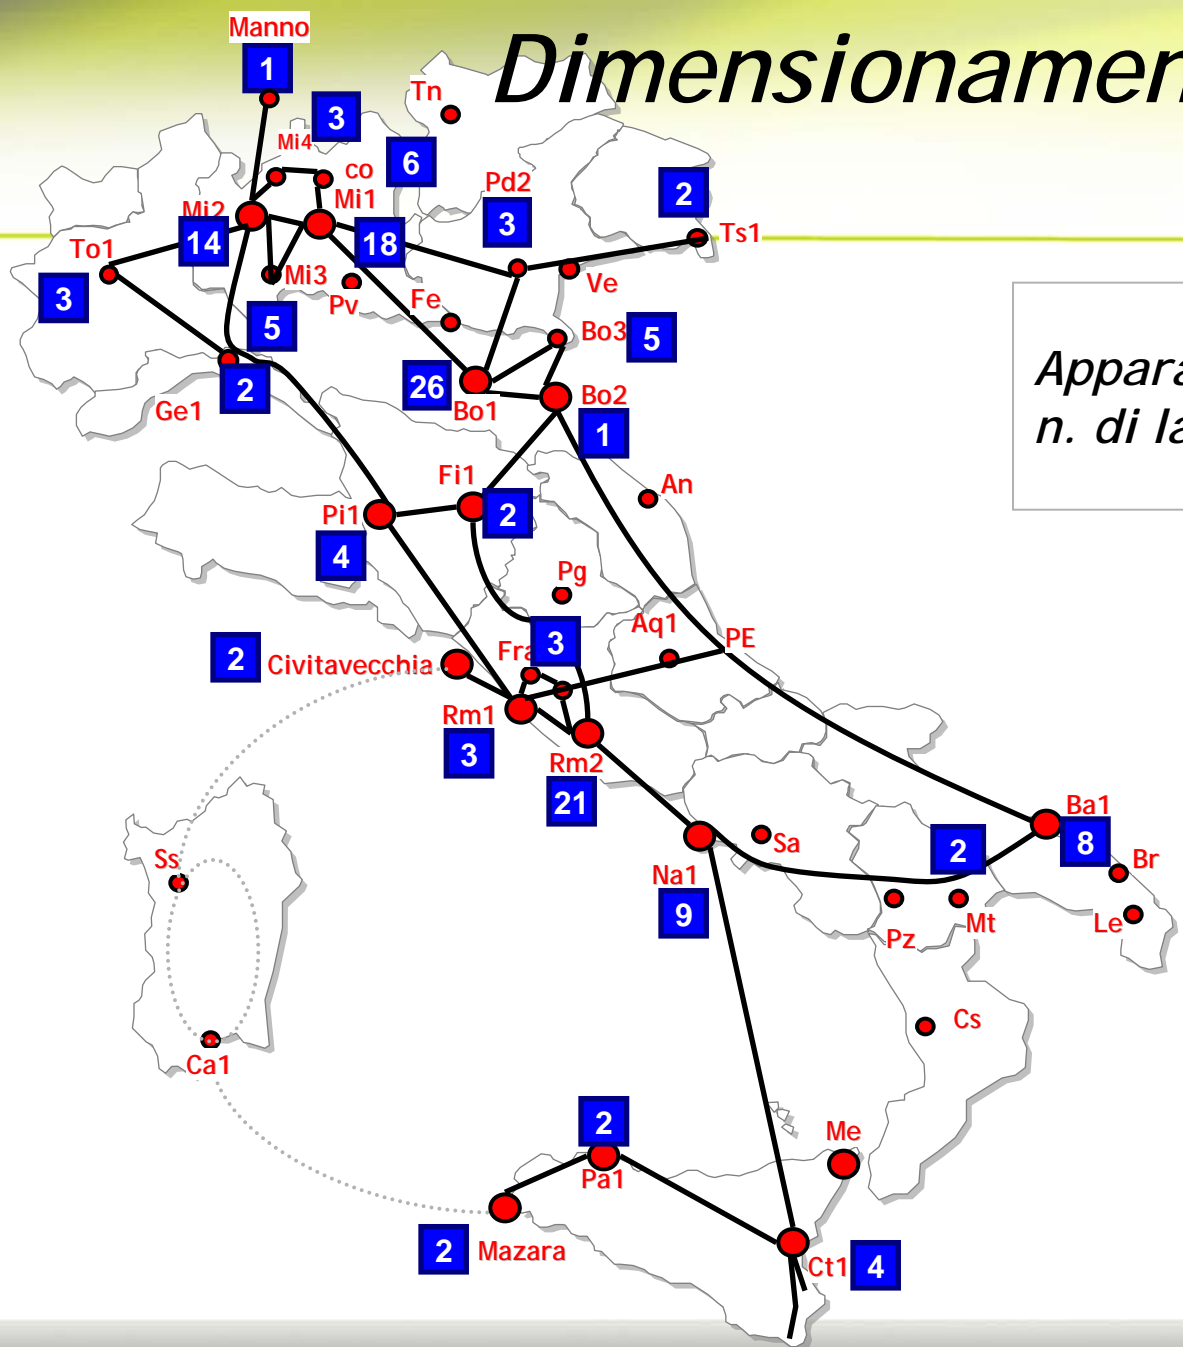 Manno
Dimensionamen
1
Tn
3
Mi4
co
6
Pd2
Mi1
2
Mi2
3
14
18
Ts1
To1
Mi3
Ve
3
Pv
Fe
5
Bo3
5
26
2
Bo2
Ge1
Bo1
1
Appara
n. di la
Fi1
An
Pi1
2
4
Pg
Aq1
PE
2
Civitavecchia
Fra
3
Rm1
3
Rm2
21
Ba1
8
2
Sa
Br
Ss
Na1
9
Mt
Le
Pz
Cs
Ca1
2
Me
Pa1
2
Mazara
Ct1
4